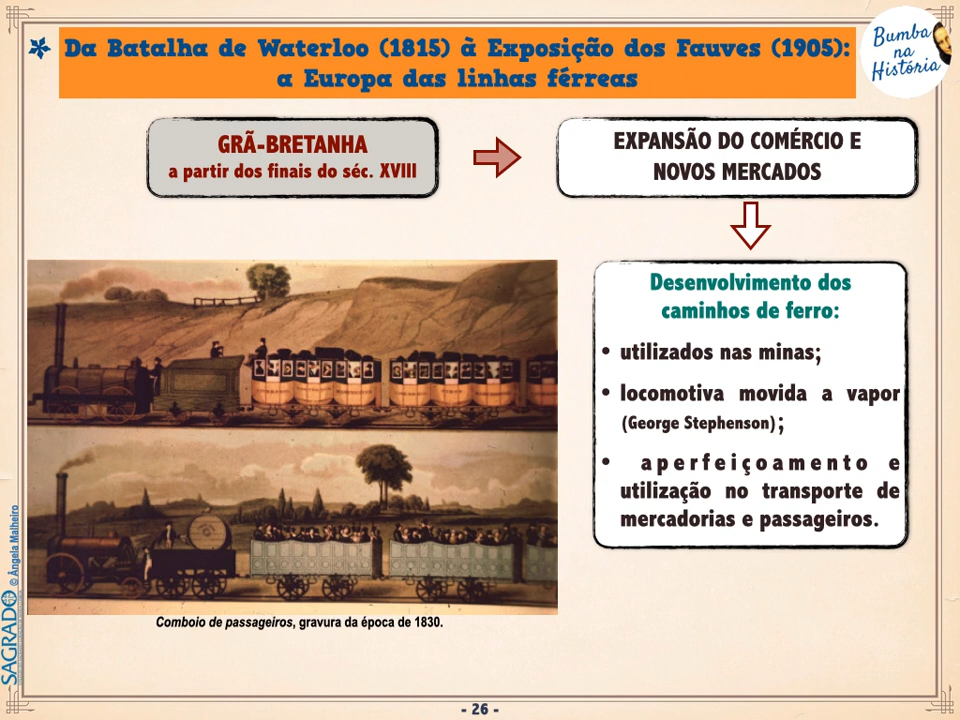 Da Batalha de Waterloo (1815) à Exposição dos Fauves (1905):
a Europa das linhas férreas
Bumba
na
História
GRÃ-BRETANHA
a partir dos finais do séc. XVIII
EXPANSÃO DO COMÉRCIO E
NOVOS MERCADOS
Desenvolvimento dos
caminhos de ferro:
• utilizados nas minas;
• locomotiva movida a vapor
(George Stephenson);
• aperfeiçoamento e
utilização no transporte de
mercadorias e passageiros.
Comboio de passageiros, gravura da época de 1830.
SAGRADO
© Ângela Malheiro
- 26 -